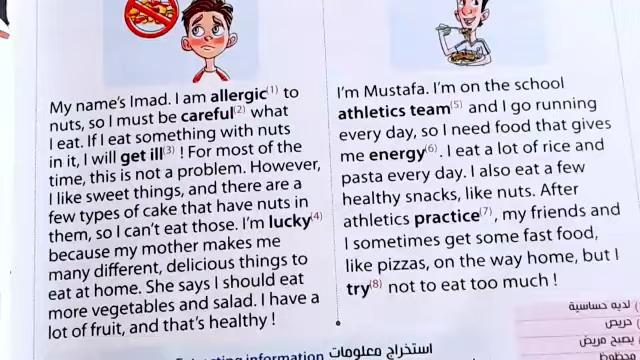 My name's Imad. I am allergic(1) to
nuts, so I must be careful(2) what
I eat. If I eat something with nuts
in it, I will get ill(3) ! For most of the
time, this is not a problem. However,
I like sweet things, and there are a
few types of cake that have nuts in
them, so I can't eat those. I'm lucky(4)
because my mother makes me
many different, delicious things to
eat at home. She says I should eat
more vegetables and salad. I have a
lot of fruit, and that's healthy !
I'm Mustafa. I'm on the school
athletics team(5) and I go running
every day, so I need food that gives
me energy(6). I eat a lot of rice and
pasta every day. I also eat a few
healthy snacks, like nuts. After
athletics practice(7), my friends and
I sometimes get some fast food,
like pizzas, on the way home, but I
try(8) not to eat too much !
لديه حساسية
حريص
يصبح مريض
محظوظ
information استخراج معلومات